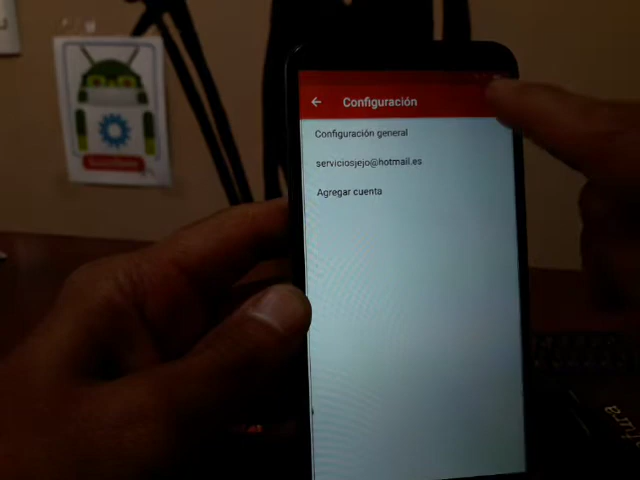 Configuración
Configuración general
serviciosjejo@hotmail.es
Agregar cuenta